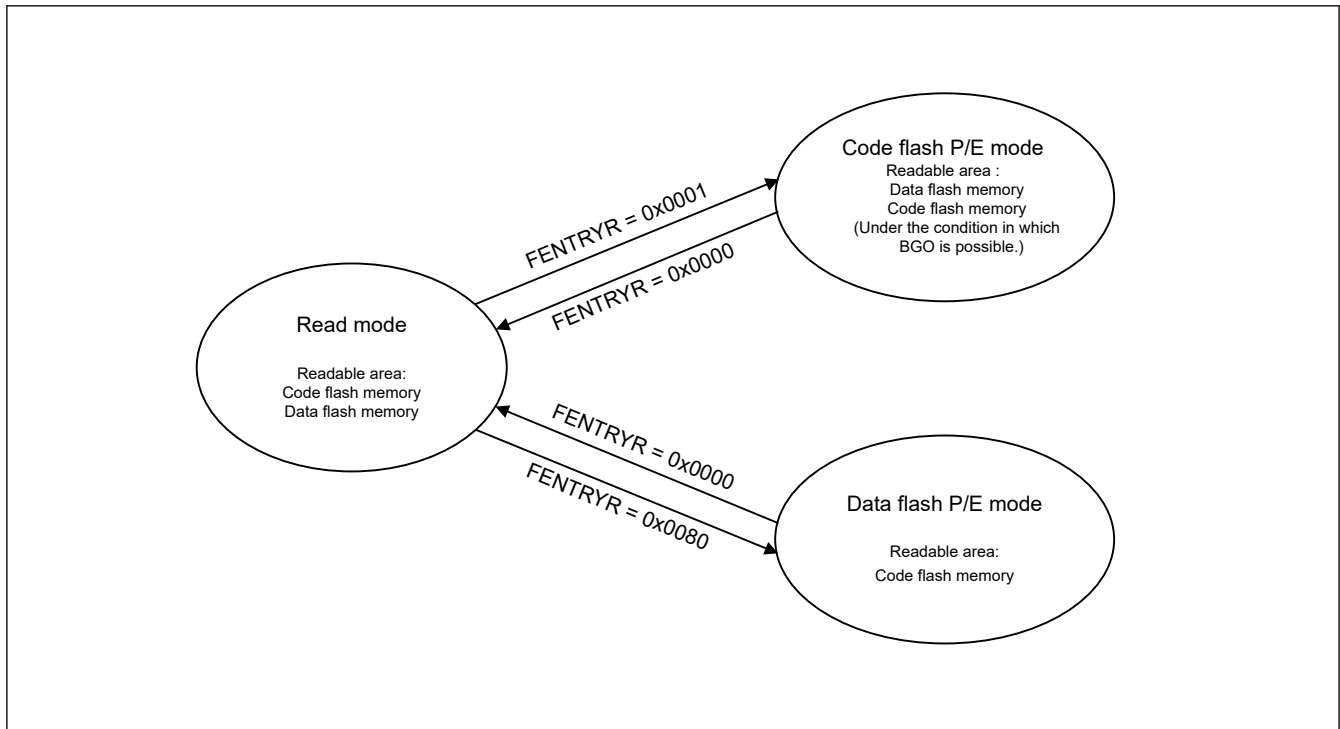 Code flash P/E mode
Readable area :
Data flash memory
Code flash memory
(Under the condition in which
BGO is possible.)
FENTRYR = 0x0001
FENTRYR = 0x0000
Read mode
Readable area:
Code flash memory
Data flash memory
FENTRYR = 0x0000
FENTRYR = 0x0080
Data flash P/E mode
Readable area:
Code flash memory